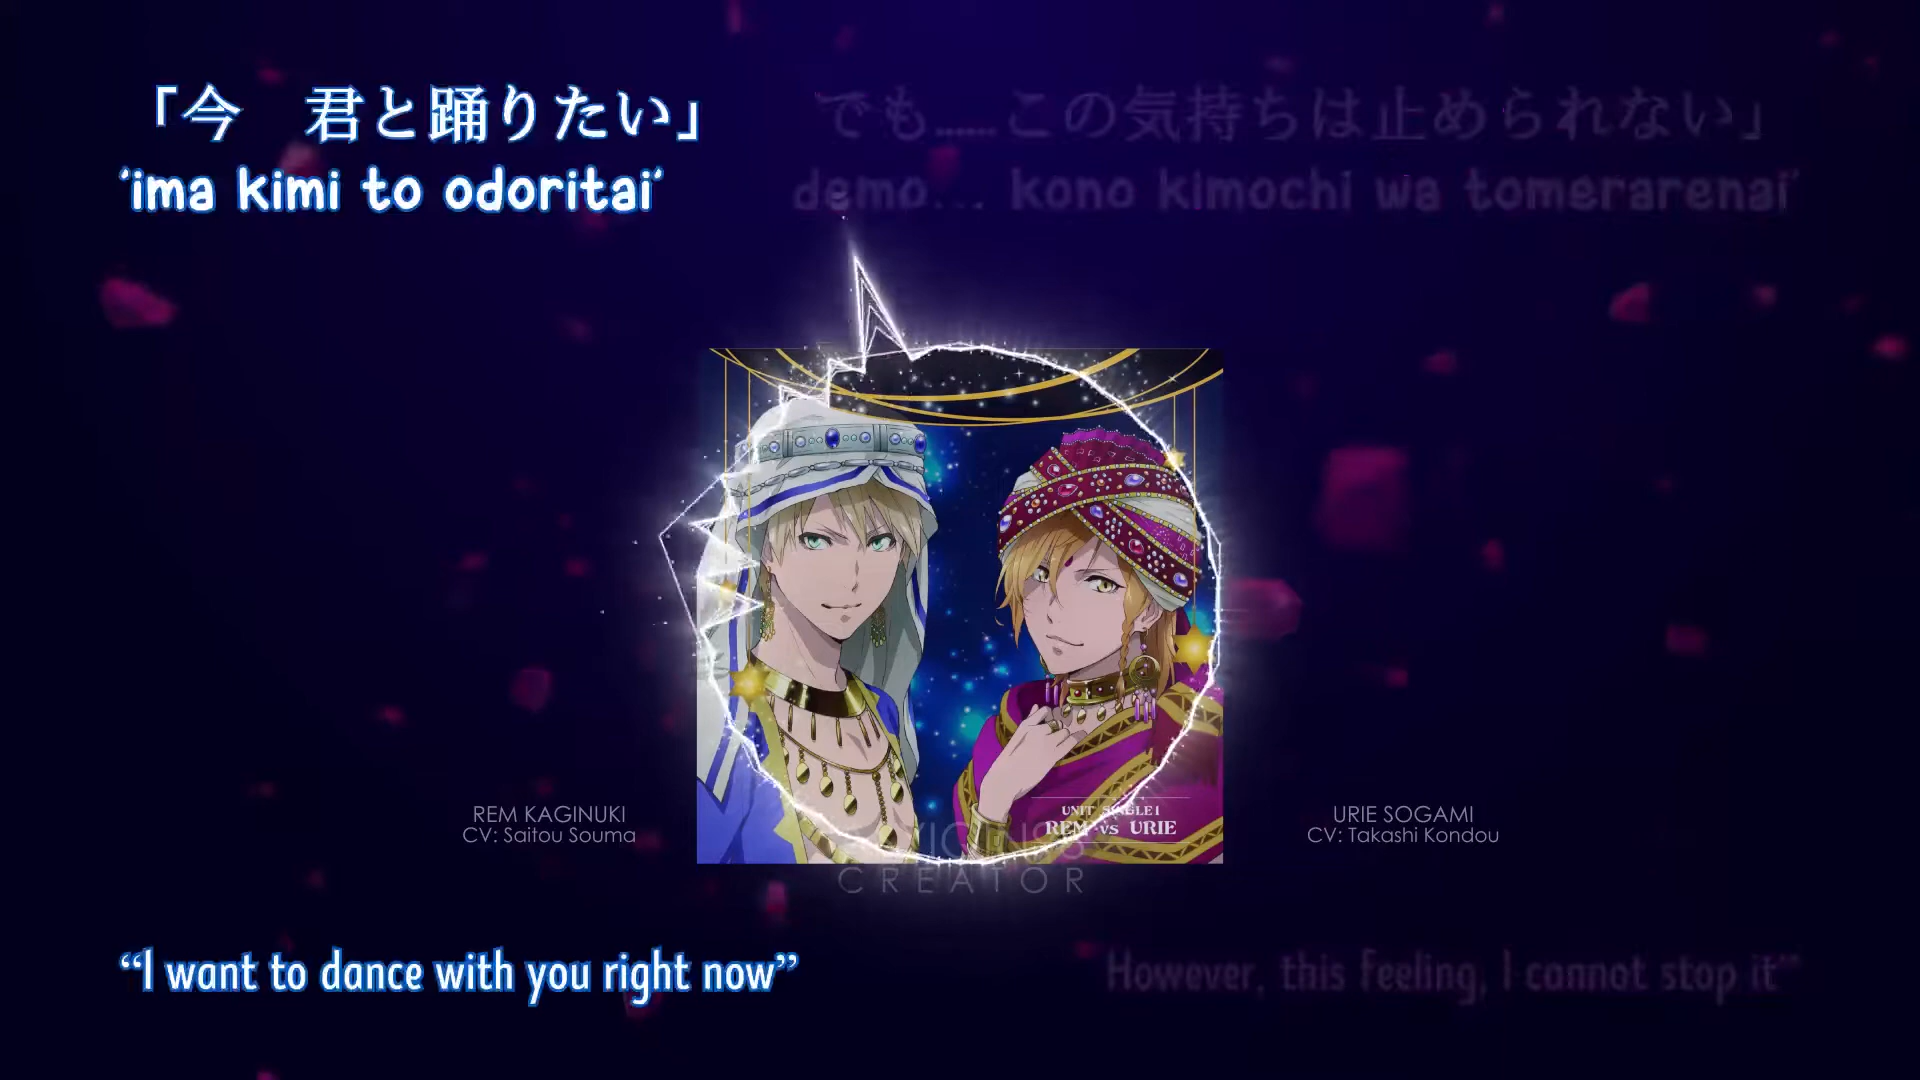 「今　君と踊りたい」
でも……この気持ちは止められない」
'ima kimi to odoritai'
demo... kono kimochi wa tomerarenai'
REM KAGINUKI
CV: Saitou Souma
UNIT SINGLE 1
REM vs URIE
CREATOR
URIE SOGAMI
CV: Takashi Kondou
“I want to dance with you right now”
“However, this feeling, I cannot stop it”